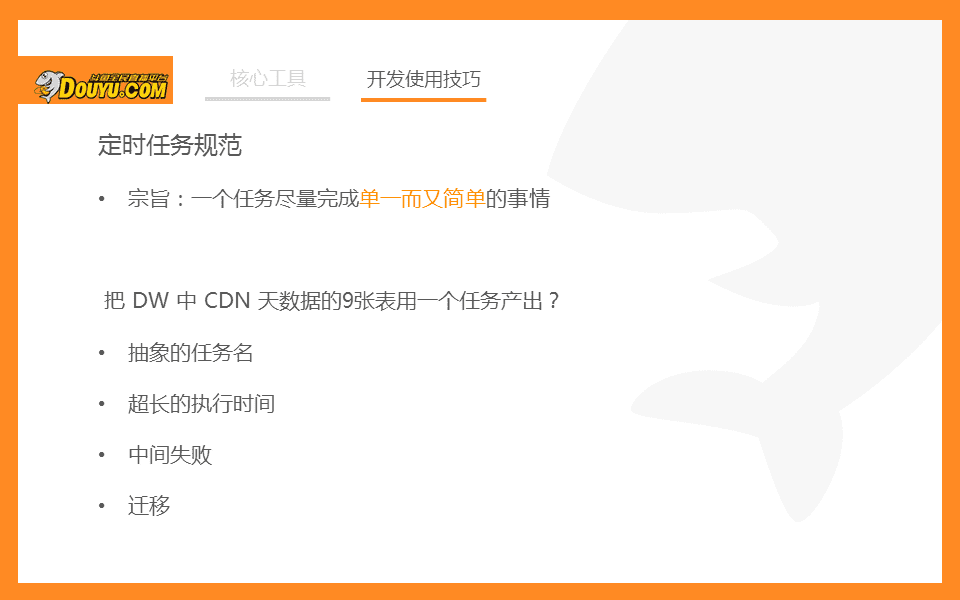 斗鱼全民直播平台
DOUYU.COM
核心工具
开发使用技巧
定时任务规范
• 宗旨：一个任务尽量完成单一而又简单的事情
把 DW 中 CDN 天数据的9张表用一个任务产出？
• 抽象的任务名
• 超长的执行时间
• 中间失败
• 迁移